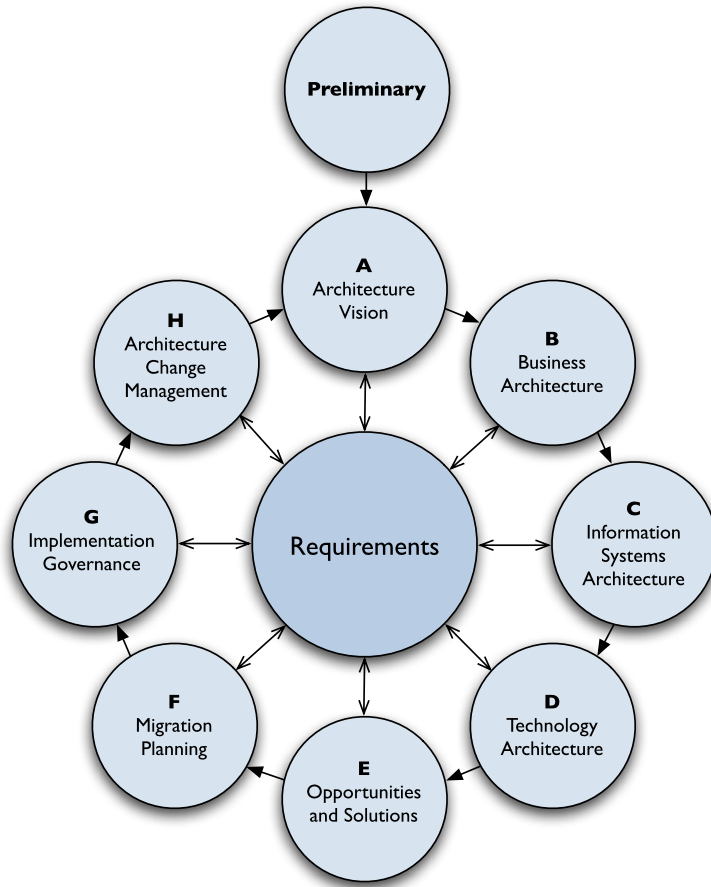 Preliminary
A
Architecture
Vision
B
Business
Architecture
C
Information
Systems
Architecture
D
Technology
Architecture
E
Opportunities
and Solutions
F
Migration
Planning
G
Implementation
Governance
H
Architecture
Change
Management
Requirements